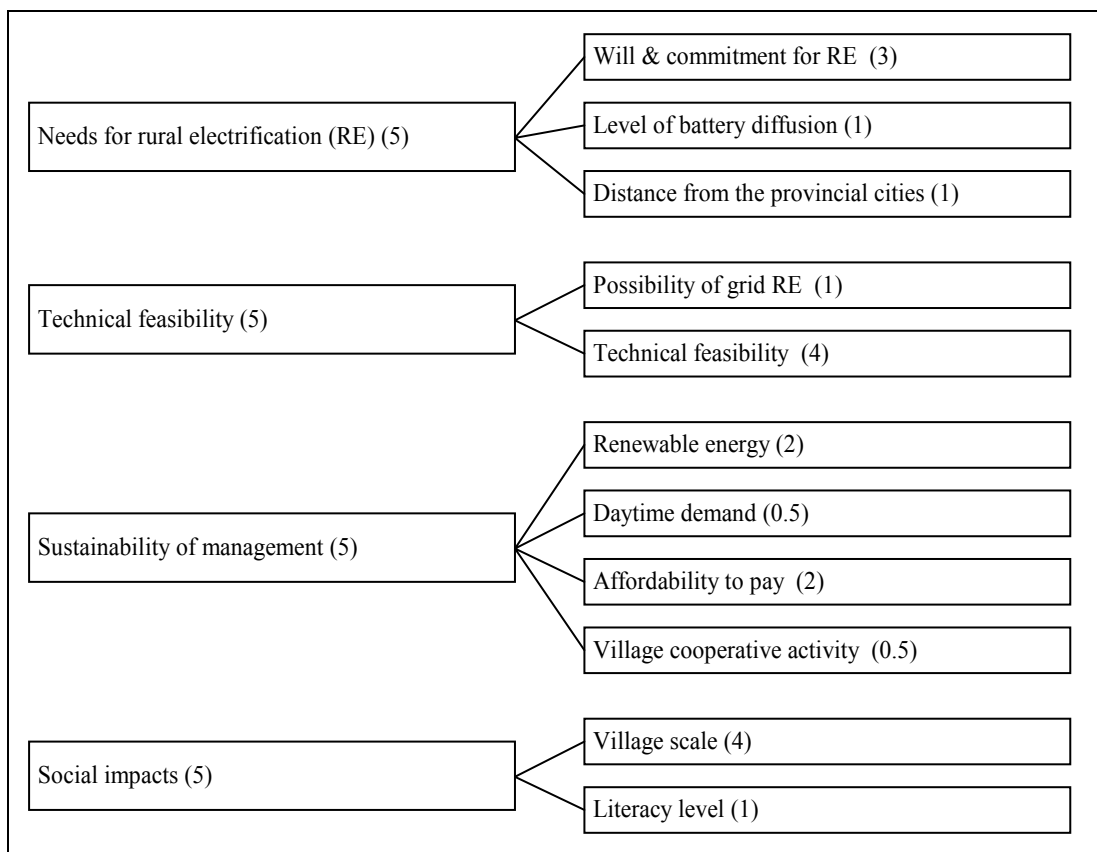 Needs for rural electrification (RE) (5)
Will & commitment for RE (3)
Level of battery diffusion (1)
Distance from the provincial cities (1)
Technical feasibility (5)
Possibility of grid RE (1)
Technical feasibility (4)
Sustainability of management (5)
Renewable energy (2)
Daytime demand (0.5)
Affordability to pay (2)
Village cooperative activity (0.5)
Social impacts (5)
Village scale (4)
Literacy level (1)